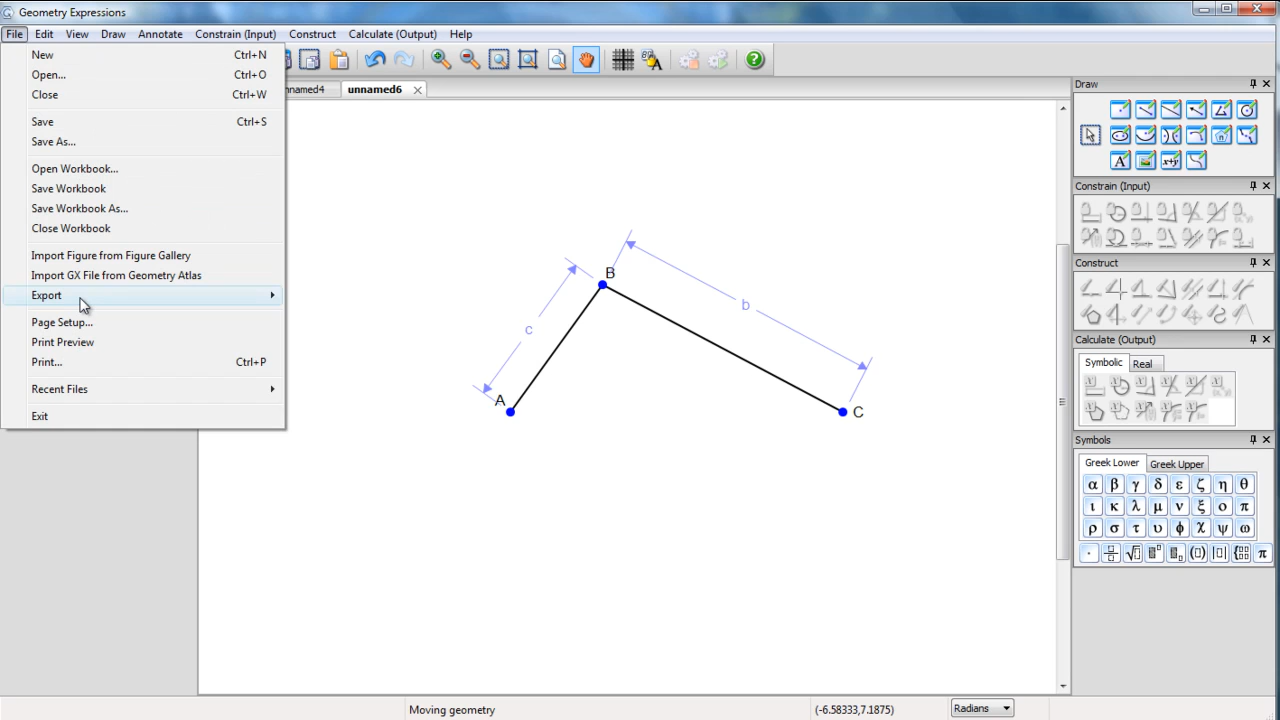 Geometry Expressions
File Edit View Draw Annotate Constrain (Input) Construct Calculate (Output) Help
New Ctrl+N
Open... Ctrl+O
Close Ctrl+W
Save Ctrl+S
Save As...
Open Workbook...
Save Workbook
Save Workbook As...
Close Workbook
Import Figure from Figure Gallery
Import GX File from Geometry Atlas
Export
Page Setup...
Print Preview
Print... Ctrl+P
Recent Files
Exit
nnamed4 unnamed6
B
b
c
A
C
Draw
A
x+y
Constrain (Input)
Construct
Calculate (Output)
Symbolic Real
Symbols
Greek Lower Greek Upper
α β γ δ ε ζ η θ
ι κ λ μ ν ξ ο π
ρ σ τ υ ϕ χ ψ ω
π
Moving geometry (-6.58333,7.1875) Radians